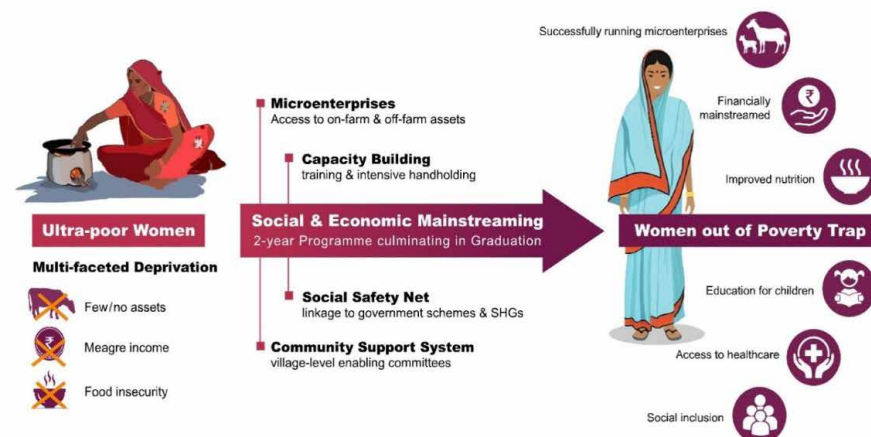 Ultra-poor Women
Multi-faceted Deprivation
Few/no assets
Meagre income
Food insecurity
Microenterprises
Access to on-farm & off-farm assets
Capacity Building
training & intensive handholding
Social & Economic Mainstreaming
2-year Programme culminating in Graduation
Social Safety Net
linkage to government schemes & SHGs
Community Support System
village-level enabling committees
Successfully running microenterprises
₹
Financially
mainstreamed
Improved nutrition
Women out of Poverty Trap
Education for children
Access to healthcare
Social inclusion